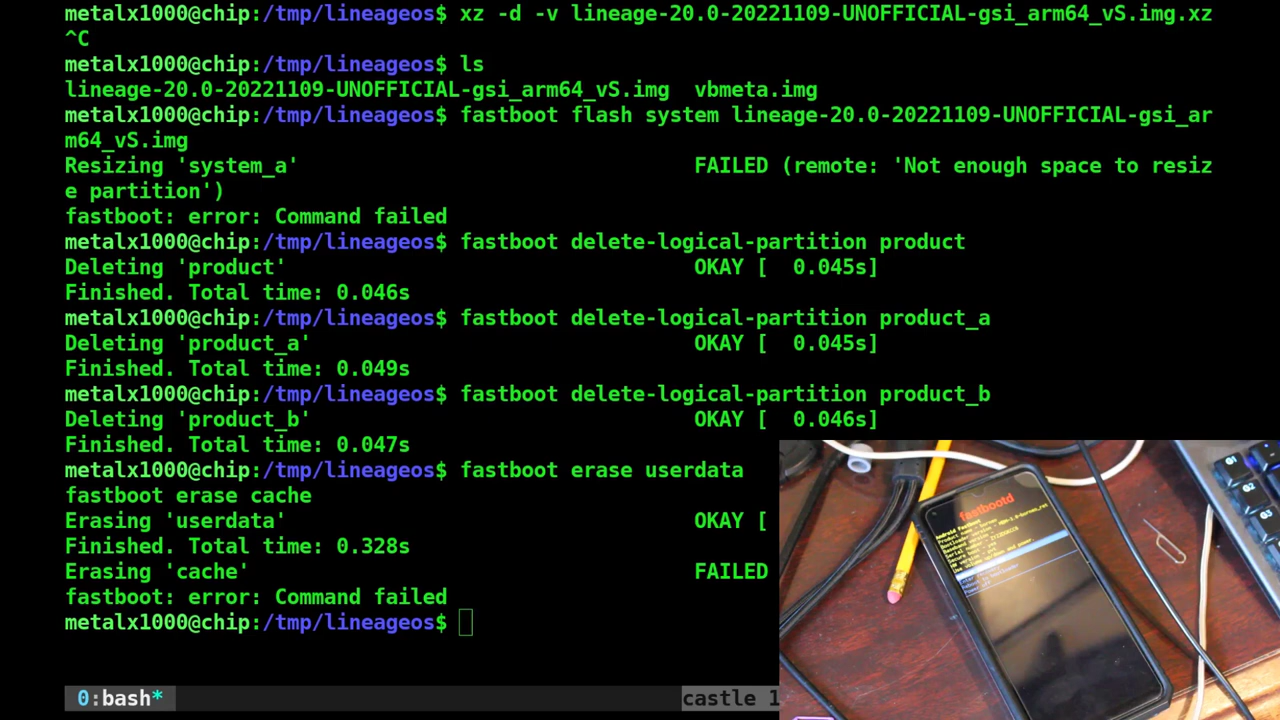 metalx1000@chip:/tmp/lineageos$ xz -d -v lineage-20.0-20221109-UNOFFICIAL-gsi_arm64_vS.img.xz
^C
metalx1000@chip:/tmp/lineageos$ ls
lineage-20.0-20221109-UNOFFICIAL-gsi_arm64_vS.img  vbmeta.img
metalx1000@chip:/tmp/lineageos$ fastboot flash system lineage-20.0-20221109-UNOFFICIAL-gsi_ar
m64_vS.img
Resizing 'system_a'                                FAILED (remote: 'Not enough space to resiz
e partition')
fastboot: error: Command failed
metalx1000@chip:/tmp/lineageos$ fastboot delete-logical-partition product
Deleting 'product'                                 OKAY [  0.045s]
Finished. Total time: 0.046s
metalx1000@chip:/tmp/lineageos$ fastboot delete-logical-partition product_a
Deleting 'product_a'                               OKAY [  0.045s]
Finished. Total time: 0.049s
metalx1000@chip:/tmp/lineageos$ fastboot delete-logical-partition product_b
Deleting 'product_b'                               OKAY [  0.046s]
Finished. Total time: 0.047s
metalx1000@chip:/tmp/lineageos$ fastboot erase userdata
fastboot erase cache
Erasing 'userdata'                                 OKAY [
Finished. Total time: 0.328s
Erasing 'cache'                                    FAILED
fastboot: error: Command failed
metalx1000@chip:/tmp/lineageos$
0:bash*
castle 1
fastbootd
Android Fastboot
G1
G2
G3